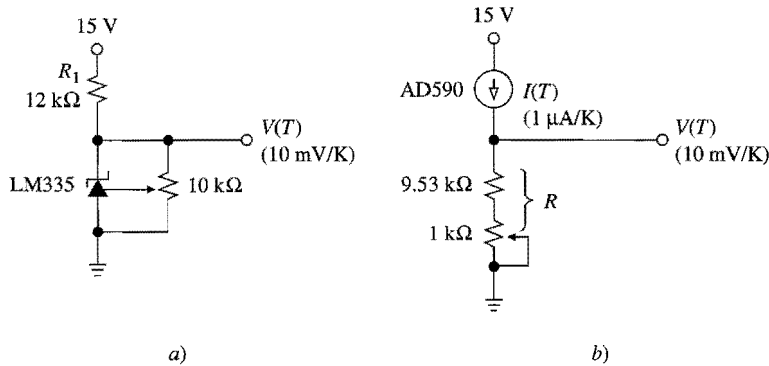 15 V
R1
12 kΩ
V(T)
(10 mV/K)
LM335
10 kΩ
a)
15 V
AD590
I(T)
(1 µA/K)
V(T)
(10 mV/K)
9.53 kΩ
R
1 kΩ
b)